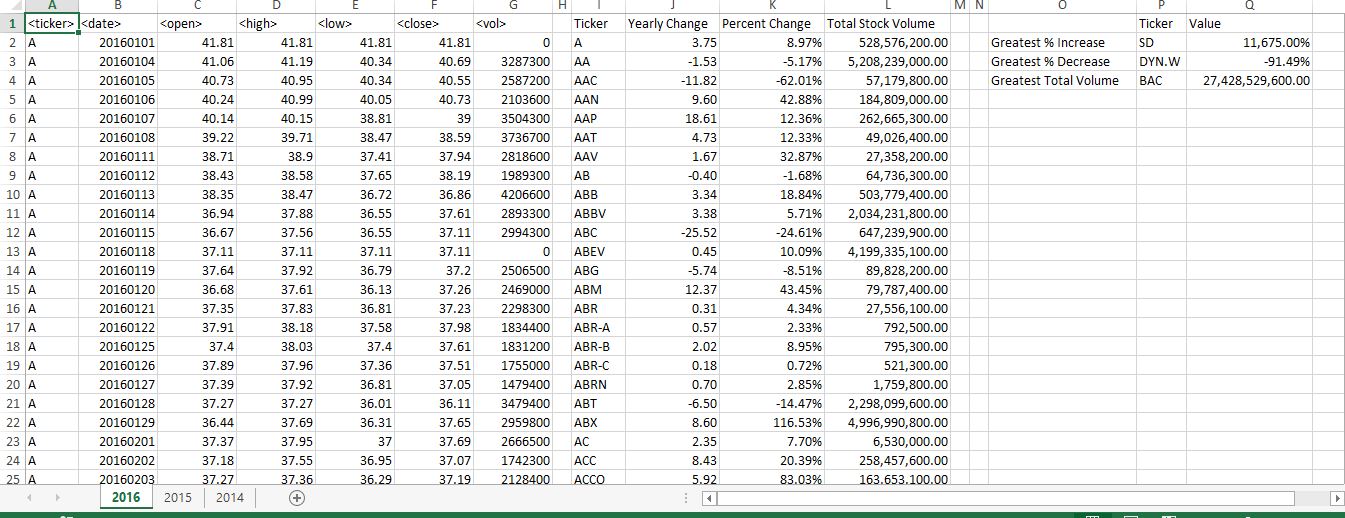 A B C D E F G H I J K L M N O P Q
1 <ticker> <date> <open> <high> <low> <close> <vol> Ticker Yearly Change Percent Change Total Stock Volume Ticker Value
2 A 20160101 41.81 41.81 41.81 41.81 0 A 3.75 8.97% 528,576,200.00 Greatest % Increase SD 11,675.00%
3 A 20160104 41.06 41.19 40.34 40.69 3287300 AA -1.53 -5.17% 5,208,239,000.00 Greatest % Decrease DYN.W -91.49%
4 A 20160105 40.73 40.95 40.34 40.55 2587200 AAC -11.82 -62.01% 57,179,800.00 Greatest Total Volume BAC 27,428,529,600.00
5 A 20160106 40.24 40.99 40.05 40.73 2103600 AAN 9.60 42.88% 184,809,000.00
6 A 20160107 40.14 40.15 38.81 39 3504300 AAP 18.61 12.36% 262,665,300.00
7 A 20160108 39.22 39.71 38.47 38.59 3736700 AAT 4.73 12.33% 49,026,400.00
8 A 20160111 38.71 38.9 37.41 37.94 2818600 AAV 1.67 32.87% 27,358,200.00
9 A 20160112 38.43 38.58 37.65 38.19 1989300 AB -0.40 -1.68% 64,736,300.00
10 A 20160113 38.35 38.47 36.72 36.86 4206600 ABB 3.34 18.84% 503,779,400.00
11 A 20160114 36.94 37.88 36.55 37.61 2893300 ABBV 3.38 5.71% 2,034,231,800.00
12 A 20160115 36.67 37.56 36.55 37.11 2994300 ABC -25.52 -24.61% 647,239,900.00
13 A 20160118 37.11 37.11 37.11 37.11 0 ABEV 0.45 10.09% 4,199,335,100.00
14 A 20160119 37.64 37.92 36.79 37.2 2506500 ABG -5.74 -8.51% 89,828,200.00
15 A 20160120 36.68 37.61 36.13 37.26 2469000 ABM 12.37 43.45% 79,787,400.00
16 A 20160121 37.35 37.83 36.81 37.23 2298300 ABR 0.31 4.34% 27,556,100.00
17 A 20160122 37.91 38.18 37.58 37.98 1834400 ABR-A 0.57 2.33% 792,500.00
18 A 20160125 37.4 38.03 37.4 37.61 1831200 ABR-B 2.02 8.95% 795,300.00
19 A 20160126 37.89 37.96 37.36 37.51 1755000 ABR-C 0.18 0.72% 521,300.00
20 A 20160127 37.39 37.92 36.81 37.05 1479400 ABRN 0.70 2.85% 1,759,800.00
21 A 20160128 37.27 37.27 36.01 36.11 3479400 ABT -6.50 -14.47% 2,298,099,600.00
22 A 20160129 36.44 37.69 36.31 37.65 2959800 ABX 8.60 116.53% 4,996,990,800.00
23 A 20160201 37.37 37.95 37 37.69 2666500 AC 2.35 7.70% 6,530,000.00
24 A 20160202 37.18 37.55 36.95 37.07 1742300 ACC 8.43 20.39% 258,457,600.00
25 A 20160203 37.27 37.36 36.29 37.19 2128400 ACCO 5.92 83.03% 163,653,100.00
2016 2015 2014